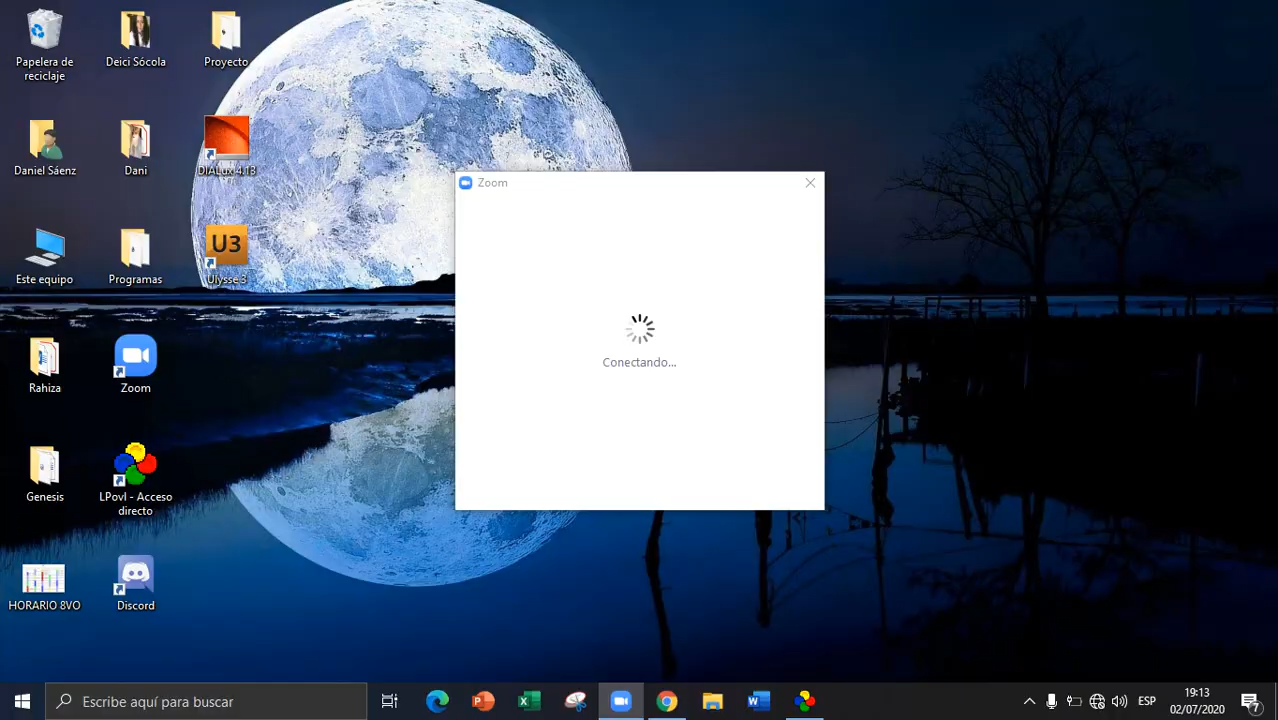 Papelera de
reciclaje
Deici Sócola
Proyecto
Daniel Sáenz
Dani
DIALux 4.13
Este equipo
Programas
U3
Ulysse 3
Rahiza
Zoom
Genesis
LPovl - Acceso
directo
HORARIO 8VO
Discord
Zoom
Conectando...
Escribe aquí para buscar
ESP
19:13
02/07/2020
7